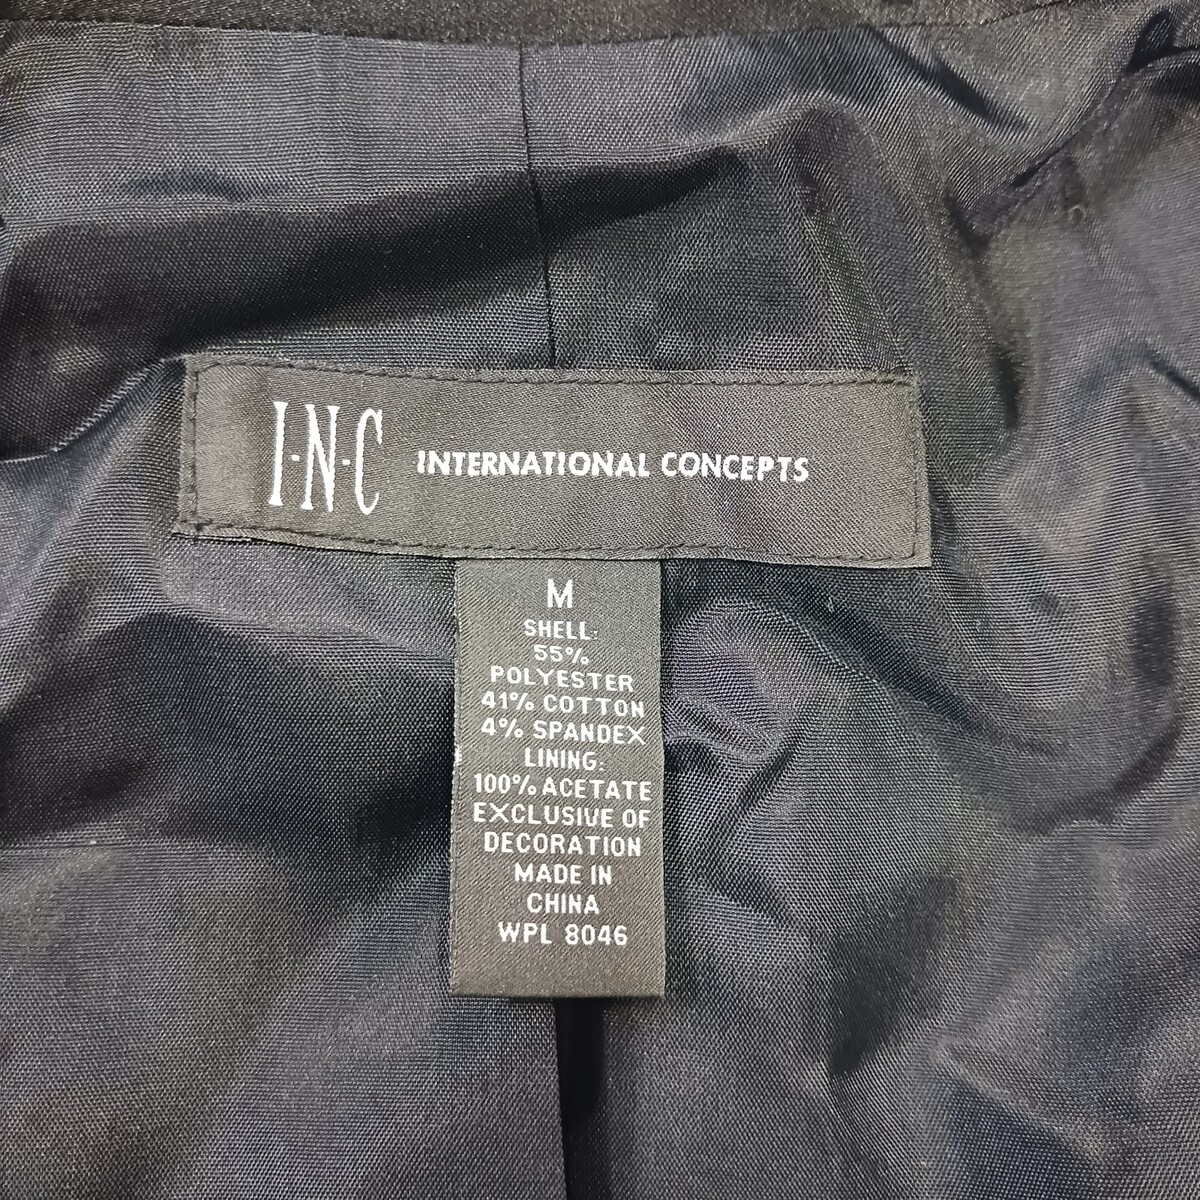 I·N·C INTERNATIONAL CONCEPTS
M
SHELL:
55%
POLYESTER
41% COTTON
4% SPANDEX
LINING:
100% ACETATE
EXCLUSIVE OF
DECORATION
MADE IN
CHINA
WPL 8046